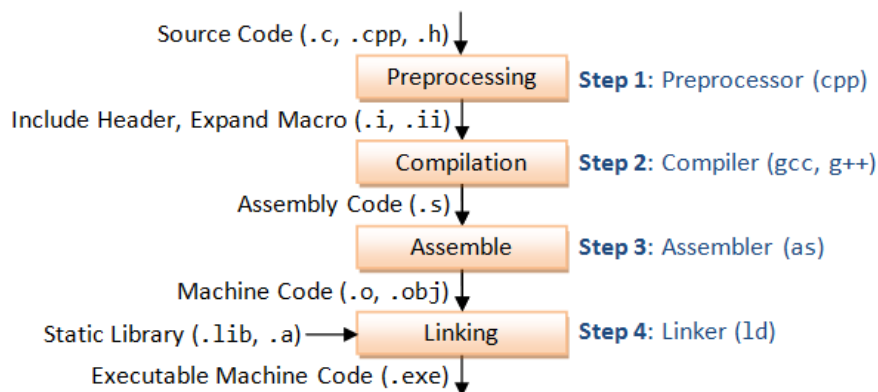 Source Code (.c, .cpp, .h)
Preprocessing
Step 1: Preprocessor (cpp)
Include Header, Expand Macro (.i, .ii)
Compilation
Step 2: Compiler (gcc, g++)
Assembly Code (.s)
Assemble
Step 3: Assembler (as)
Machine Code (.o, .obj)
Static Library (.lib, .a)
Linking
Step 4: Linker (ld)
Executable Machine Code (.exe)